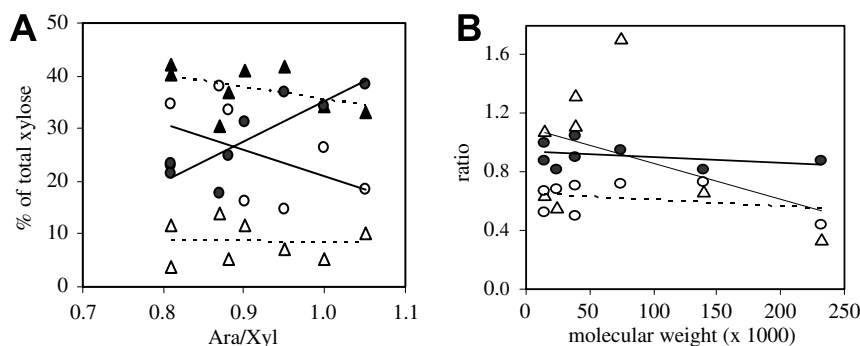 A
% of total xylose
50
40
30
20
10
0
0.7 0.8 0.9 1.0 1.1
Ara/Xyl
B
ratio
1.6
1.2
0.8
0.4
0.0
0 50 100 150 200 250
molecular weight (x 1000)